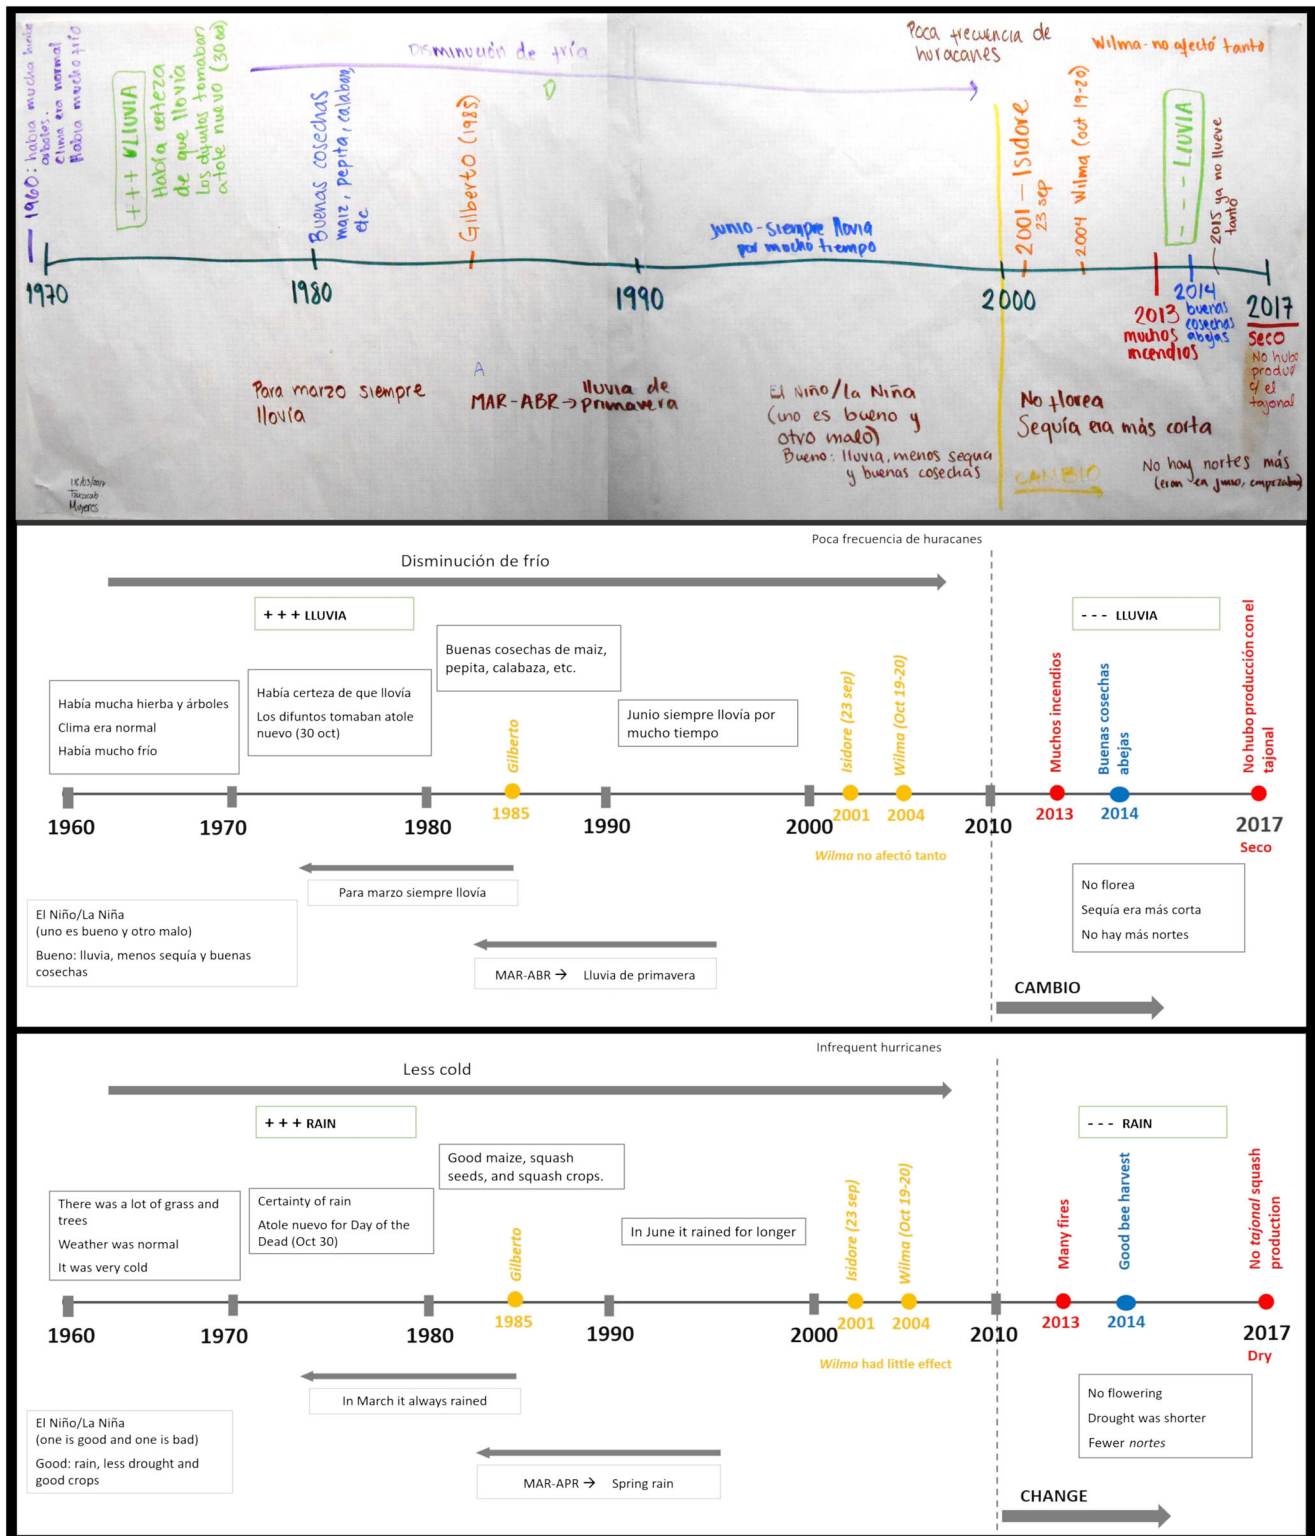 1960: había mucha hierba
árboles.
clima era normal
Había mucho frío
+++ LLUVIA
Había certeza
de que llovía
Los difuntos tomaban
atole nuevo (30 oct)
Disminución de fría
Buenas cosechas
maiz, pepita, calabaza,
etc
Gilberto (1985)
D
Poca frecuencia de
huracanes
Wilma-no afectó tanto
2001 - Isidore
23 sep
2004 Wilma (oct 19-20)
--- LLUVIA
2015 ya no llueve
tanto
Junio-siempre llovía
por mucho tiempo
1970
1980
1990
2000
2013
muchos
incendios
2014
buenas
cosechas
abejas
2017
seco
No hubo
produc
c/ el
tajonal
Para marzo siempre
llovía
A
MAR-ABR → lluvia de
primavera
El Niño/la Niña
(uno es bueno y
otro malo)
Bueno: lluvia, menos sequía
y buenas cosechas
No florea
Sequía era más corta
CAMBIO
No hay nortes más
(eran en junio, empezaban)
Mujeres
Poca frecuencia de huracanes
Disminución de frío
+ + + LLUVIA
- - - LLUVIA
Buenas cosechas de maiz,
pepita, calabaza, etc.
Había mucha hierba y árboles
Clima era normal
Había mucho frío
Había certeza de que llovía
Los difuntos tomaban atole
nuevo (30 oct)
Gilberto
Junio siempre llovía por
mucho tiempo
Isidore (23 sep)
Wilma (Oct 19-20)
Muchos incendios
Buenas cosechas
abejas
No hubo producción con el
tajonal
1960
1970
1980
1985
1990
2000
2001
2004
2010
2013
2014
2017
Seco
Wilma no afectó tanto
Para marzo siempre llovía
El Niño/La Niña
(uno es bueno y otro malo)
Bueno: lluvia, menos sequía y buenas
cosechas
MAR-ABR → Lluvia de primavera
No florea
Sequía era más corta
No hay más nortes
CAMBIO
Infrequent hurricanes
Less cold
+ + + RAIN
- - - RAIN
Good maize, squash
seeds, and squash crops.
There was a lot of grass and
trees
Weather was normal
It was very cold
Certainty of rain
Atole nuevo for Day of the
Dead (Oct 30)
Gilberto
In June it rained for longer
Isidore (23 sep)
Wilma (Oct 19-20)
Many fires
Good bee harvest
No tajonal squash
production
1960
1970
1980
1985
1990
2000
2001
2004
2010
2013
2014
2017
Dry
Wilma had little effect
In March it always rained
El Niño/La Niña
(one is good and one is bad)
Good: rain, less drought and
good crops
MAR-APR → Spring rain
No flowering
Drought was shorter
Fewer nortes
CHANGE